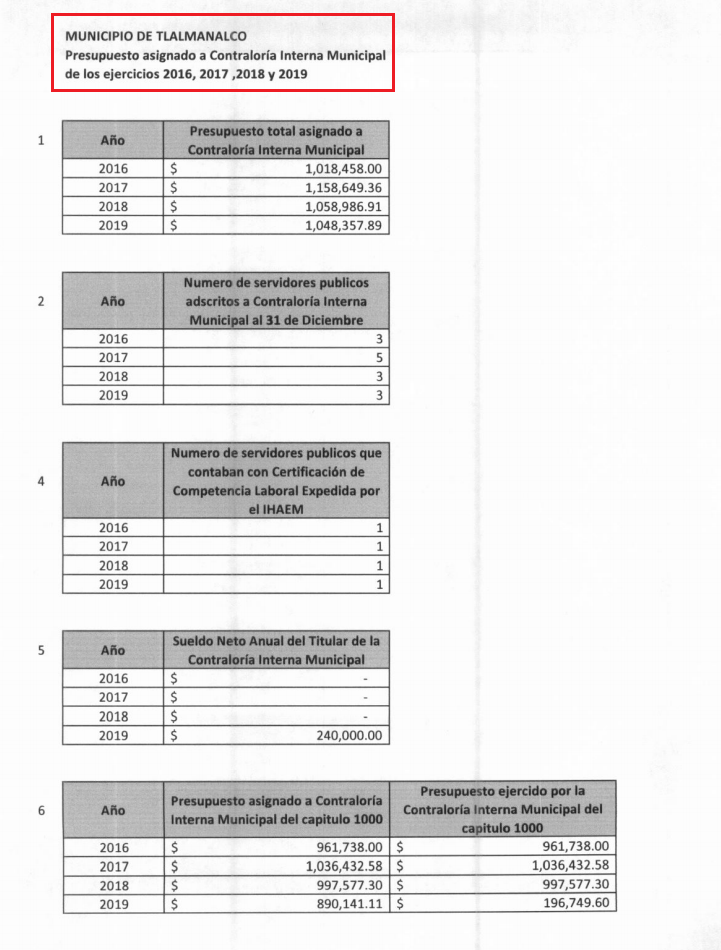 MUNICIPIO DE TLALMANALCO
Presupuesto asignado a Contraloría Interna Municipal
de los ejercicios 2016, 2017 ,2018 y 2019
1
Año
Presupuesto total asignado a
Contraloría Interna Municipal
2016 $ 1,018,458.00
2017 $ 1,158,649.36
2018 $ 1,058,986.91
2019 $ 1,048,357.89
2
Año
Numero de servidores publicos
adscritos a Contraloría Interna
Municipal al 31 de Diciembre
2016 3
2017 5
2018 3
2019 3
4
Año
Numero de servidores publicos que
contaban con Certificación de
Competencia Laboral Expedida por
el IHAEM
2016 1
2017 1
2018 1
2019 1
5
Año
Sueldo Neto Anual del Titular de la
Contraloría Interna Municipal
2016 $ -
2017 $ -
2018 $ -
2019 $ 240,000.00
6
Año
Presupuesto asignado a Contraloría
Interna Municipal del capitulo 1000
Presupuesto ejercido por la
Contraloría Interna Municipal del
capitulo 1000
2016 $ 961,738.00 $ 961,738.00
2017 $ 1,036,432.58 $ 1,036,432.58
2018 $ 997,577.30 $ 997,577.30
2019 $ 890,141.11 $ 196,749.60